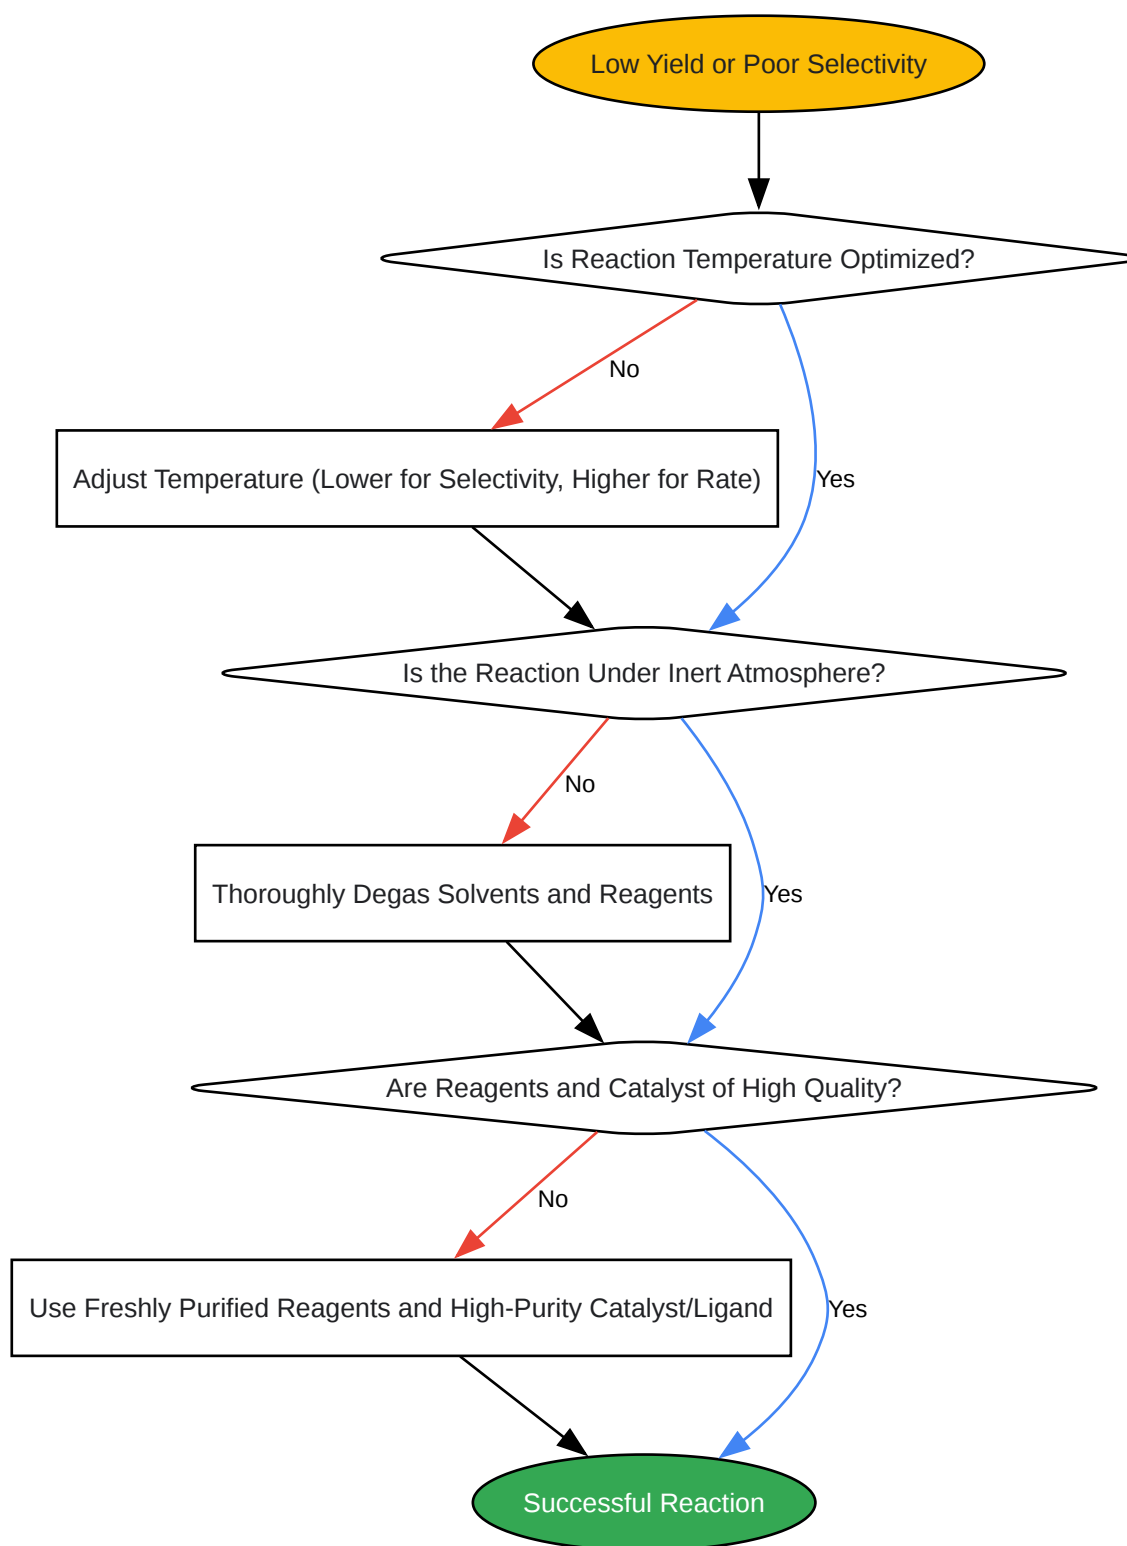 Low Yield or Poor Selectivity
Is Reaction Temperature Optimized?
No
Adjust Temperature (Lower for Selectivity, Higher for Rate)
Yes
Is the Reaction Under Inert Atmosphere?
No
Thoroughly Degas Solvents and Reagents
Yes
Are Reagents and Catalyst of High Quality?
No
Use Freshly Purified Reagents and High-Purity Catalyst/Ligand
Yes
Successful Reaction